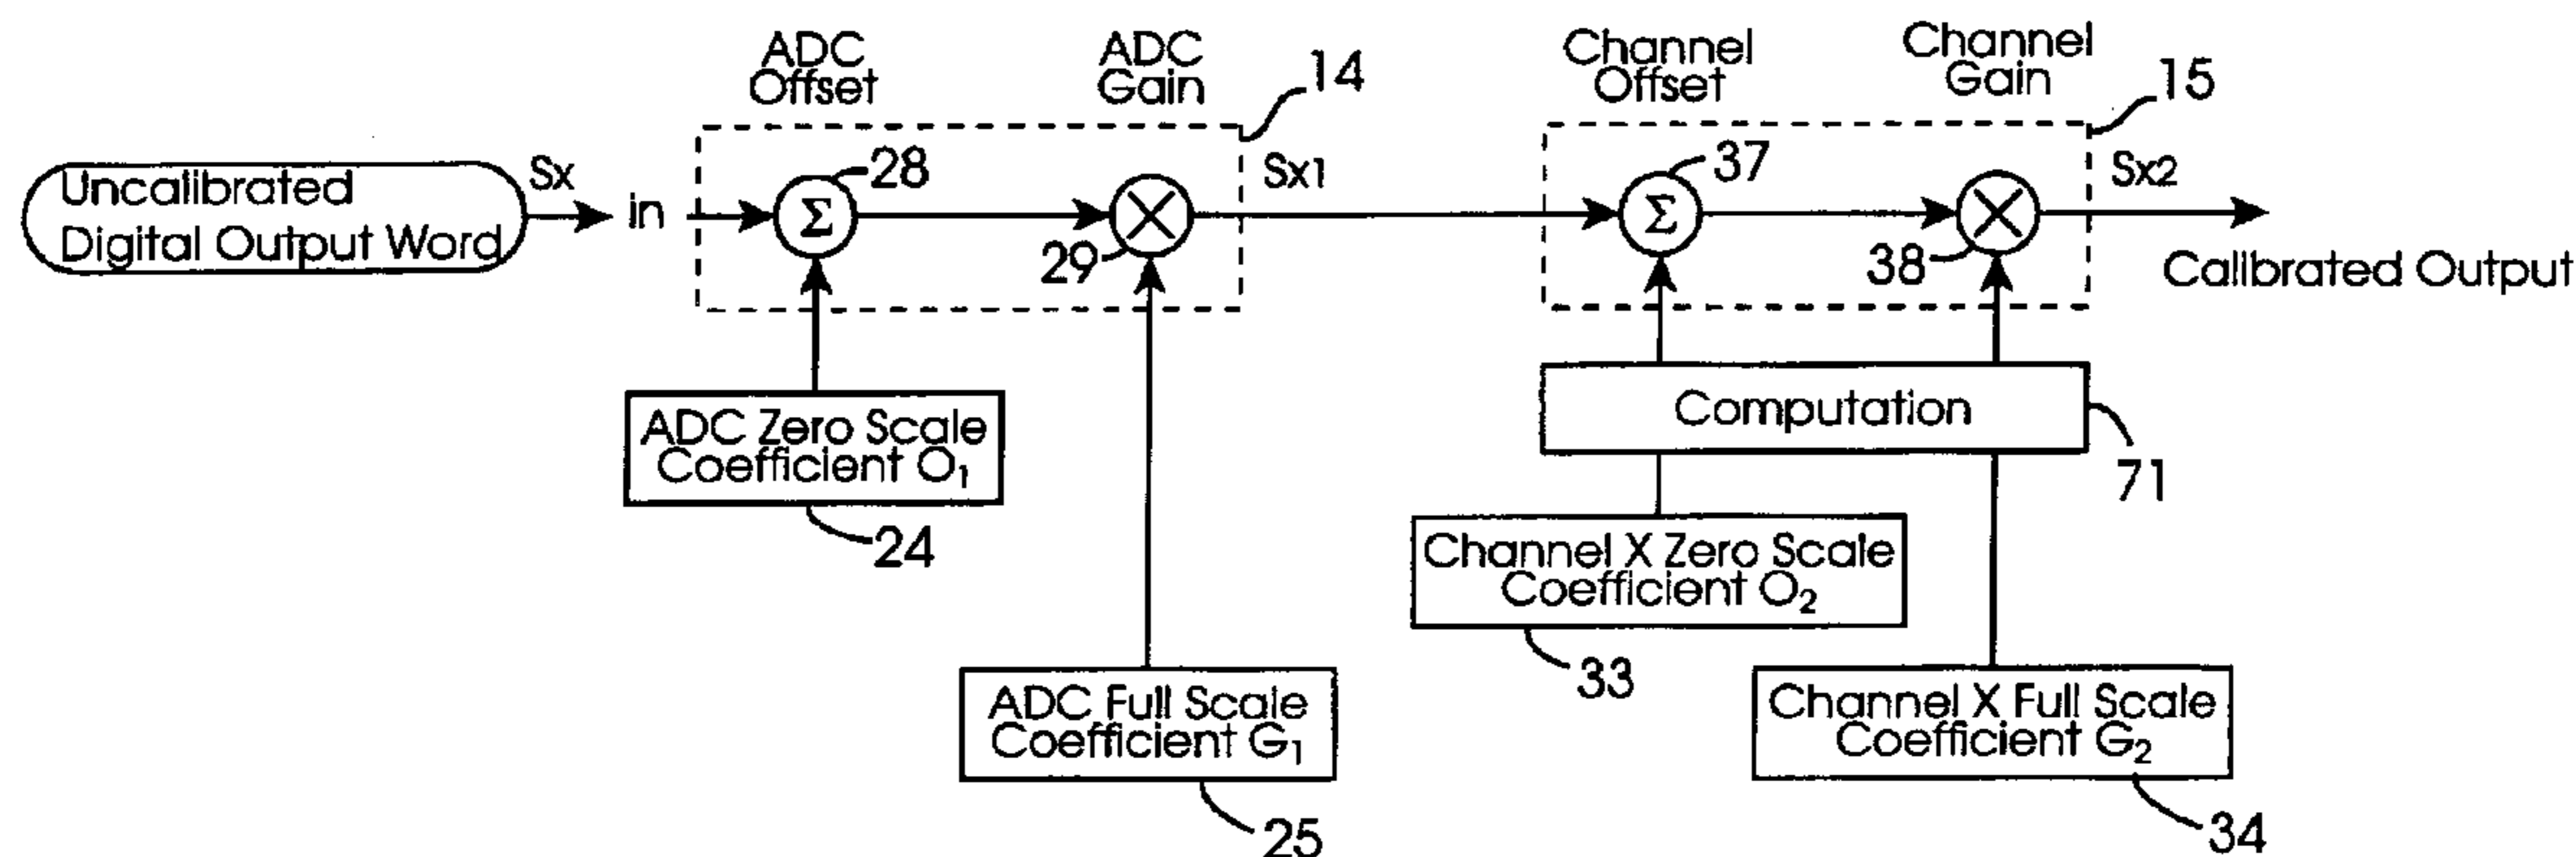 ADC
Offset
ADC
Gain
14
Channel
Offset
Channel
Gain
15
Uncalibrated
Digital Output Word
Sx
in
Σ
28
29
Sx1
Σ
37
38
Sx2
Calibrated Output
ADC Zero Scale
Coefficient O1
24
Computation
71
Channel X Zero Scale
Coefficient O2
33
ADC Full Scale
Coefficient G1
25
Channel X Full Scale
Coefficient G2
34